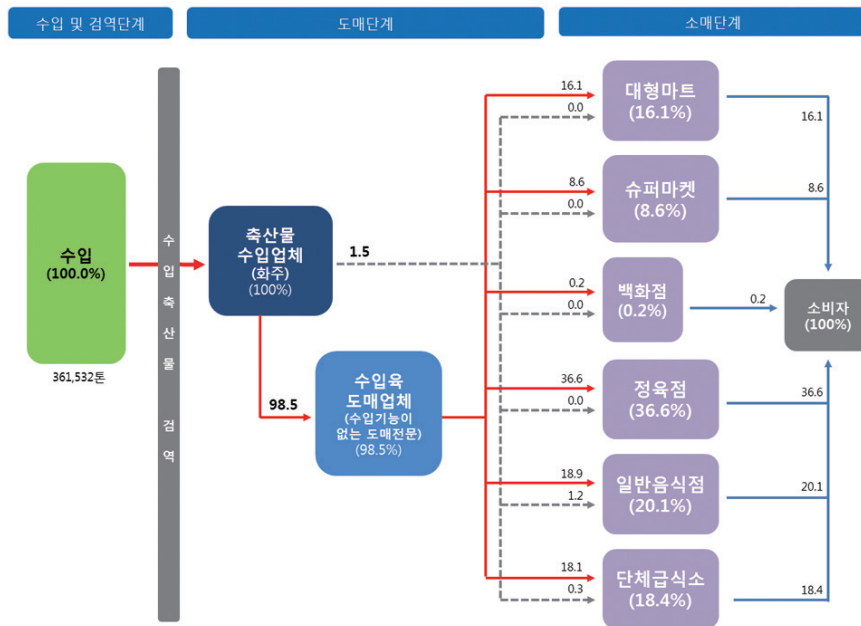 수입 및 검역단계
도매단계
소매단계
수입
(100.0%)
361,532톤
수입축산물 검역
축산물
수입업체
(화주)
(100%)
1.5
98.5
수입육
도매업체
(수입기능이
없는 도매전문)
(98.5%)
16.1
0.0
대형마트
(16.1%)
16.1
8.6
0.0
슈퍼마켓
(8.6%)
8.6
0.2
0.0
백화점
(0.2%)
0.2
소비자
(100%)
36.6
0.0
정육점
(36.6%)
36.6
18.9
1.2
일반음식점
(20.1%)
20.1
18.1
0.3
단체급식소
(18.4%)
18.4